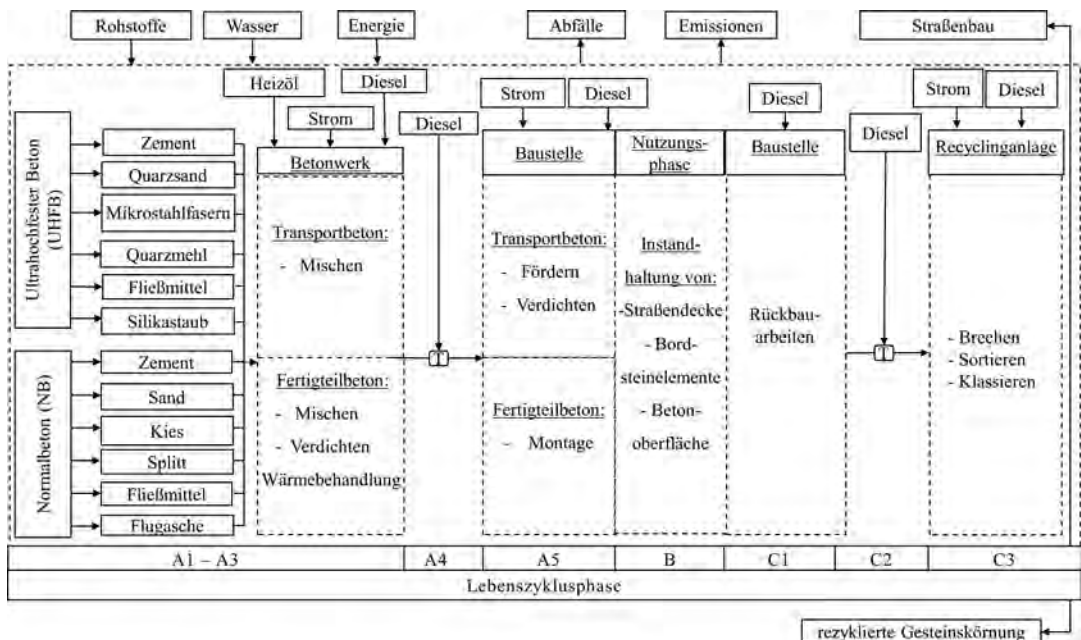 Rohstoffe
Wasser
Energie
Abfälle
Emissionen
Straßenbau
Heizöl
Diesel
Strom
Diesel
Strom
Diesel
Diesel
Diesel
Strom
Diesel
Ultrahochfester Beton
(UHFB)
Zement
Quarzsand
Mikrostahlfasern
Quarzmehl
Fließmittel
Silikastaub
Normalbeton (NB)
Zement
Sand
Kies
Splitt
Fließmittel
Flugasche
Betonwerk
Transportbeton:
- Mischen
Fertigteilbeton:
- Mischen
- Verdichten
Wärmebehandlung
T
Baustelle
Transportbeton:
- Fördern
- Verdichten
Fertigteilbeton:
- Montage
Nutzungs-
phase
Instand-
haltung von:
-Straßendecke
- Bord-
steinelemente
- Beton-
oberfläche
Baustelle
Rückbau-
arbeiten
T
Recyclinganlage
- Brechen
- Sortieren
- Klassieren
A1 – A3
A4
A5
B
C1
C2
C3
Lebenszyklusphase
rezyklierte Gesteinskörnung